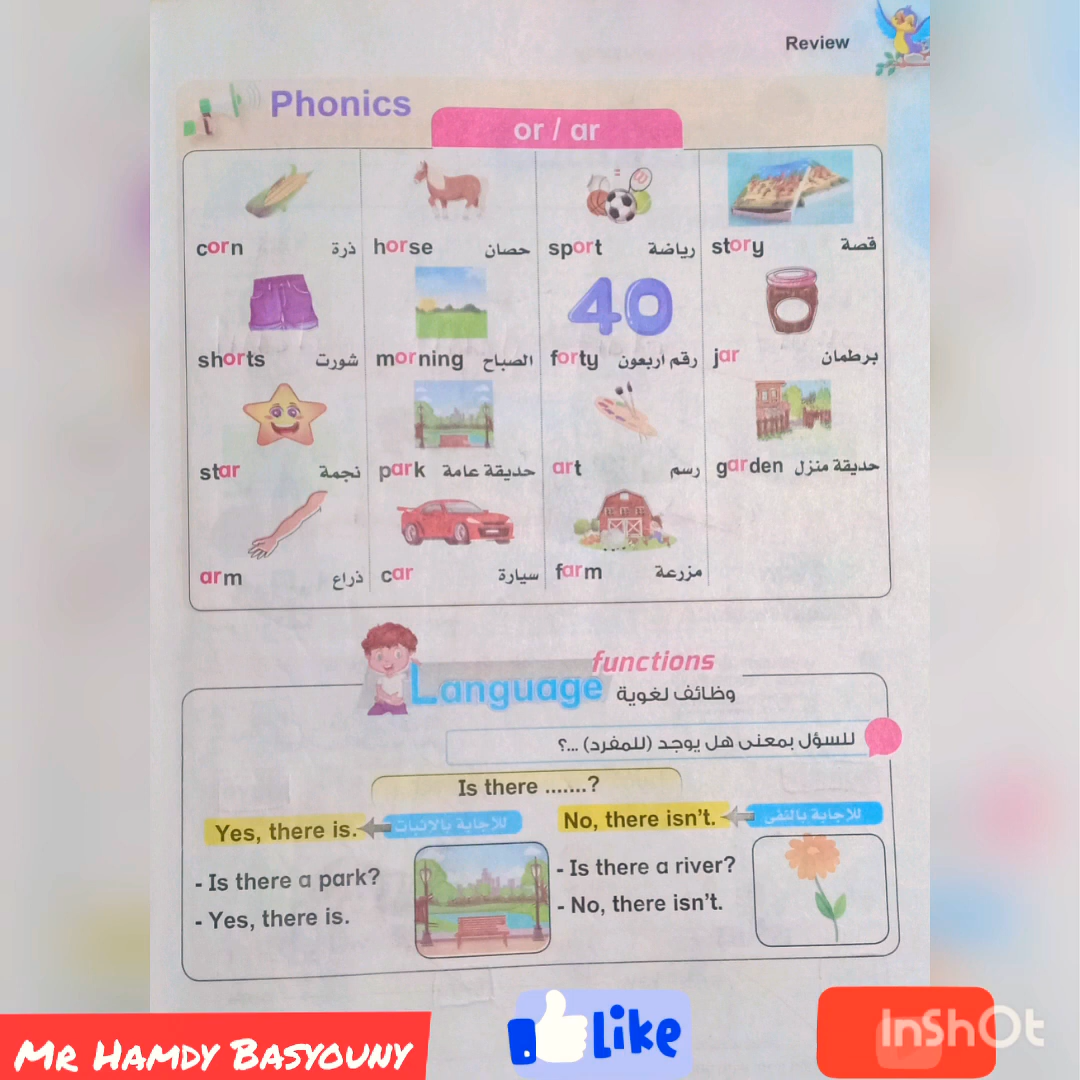 Review
Phonics
or / ar
corn ذرة horse حصان sport رياضة story قصة
40
shorts شورت morning الصباح forty رقم اربعون jar برطمان
star نجمة park حديقة عامة art رسم garden حديقة منزل
arm ذراع car سيارة farm مزرعة
Language functions
وظائف لغوية
للسؤل بمعنى هل يوجد (للمفرد) ...؟
Is there .......?
Yes, there is. للاجابة بالاثبات No, there isn't. للاجابة بالنفى
- Is there a park? - Is there a river?
- Yes, there is. - No, there isn't.
MR HAMDY BASYOUNY Like InShOt